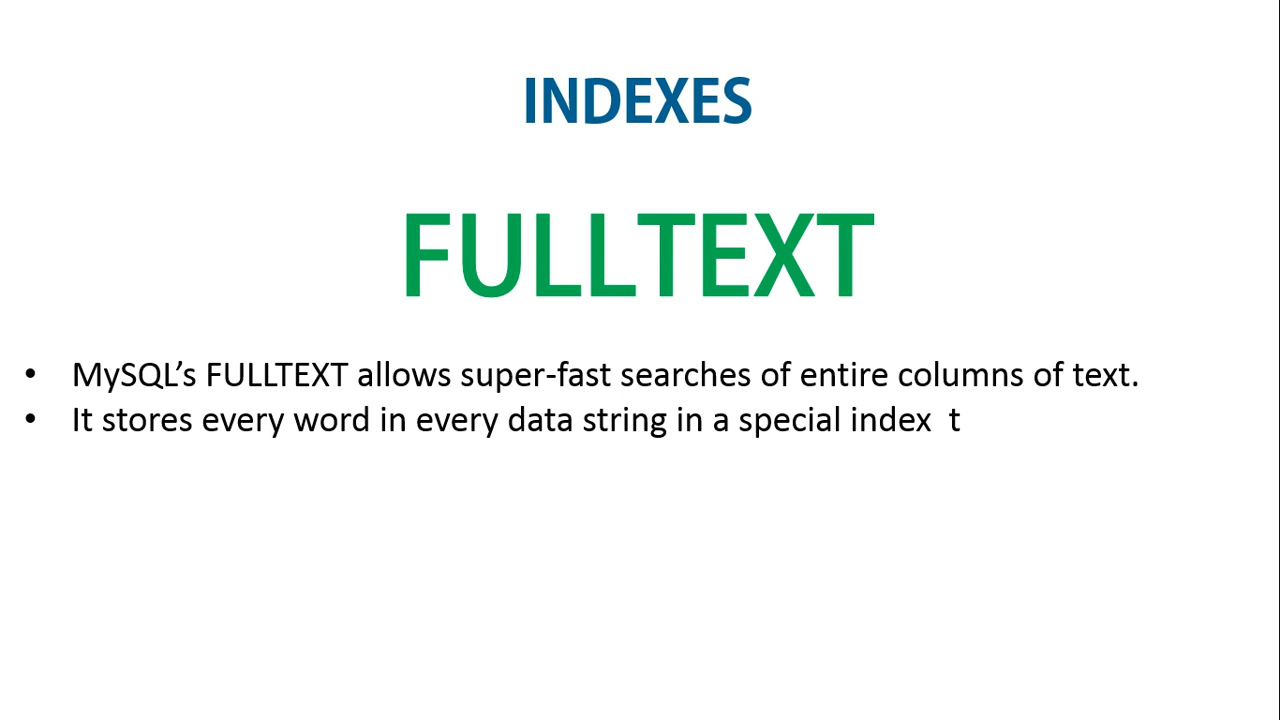 INDEXES
FULLTEXT
• MySQL’s FULLTEXT allows super-fast searches of entire columns of text.
• It stores every word in every data string in a special index t